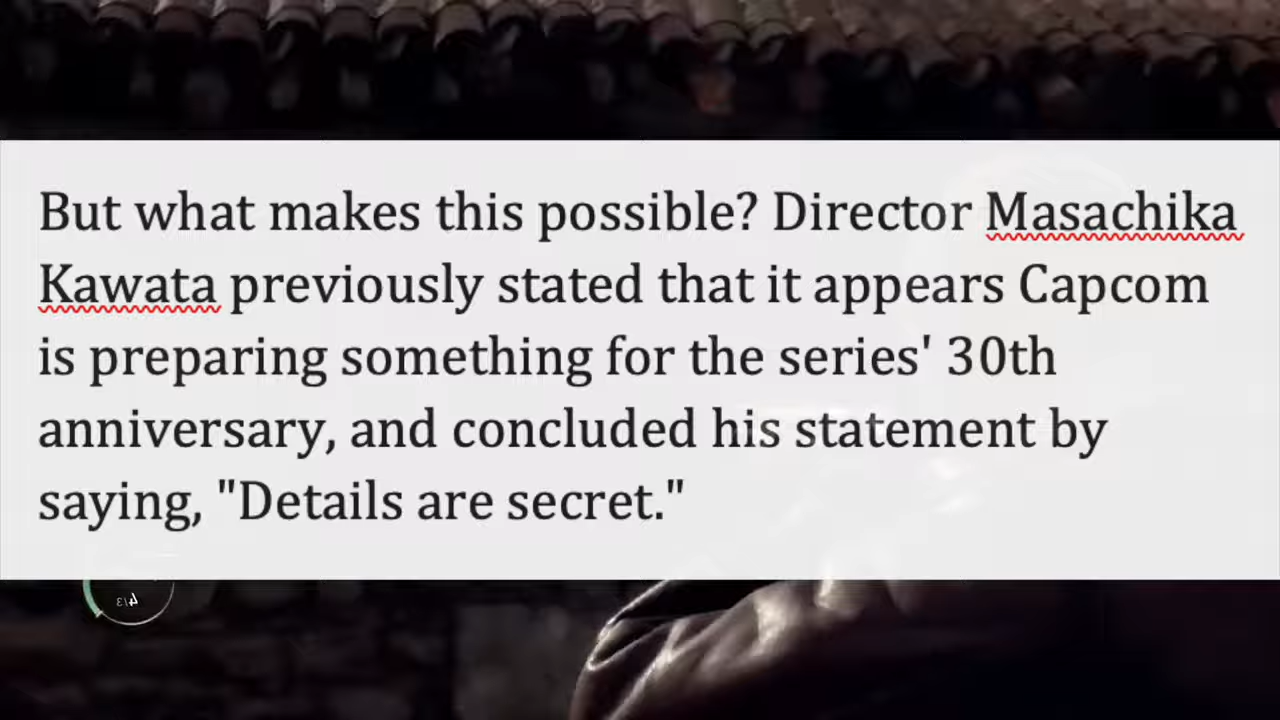 But what makes this possible? Director Masachika
Kawata previously stated that it appears Capcom
is preparing something for the series' 30th
anniversary, and concluded his statement by
saying, "Details are secret."